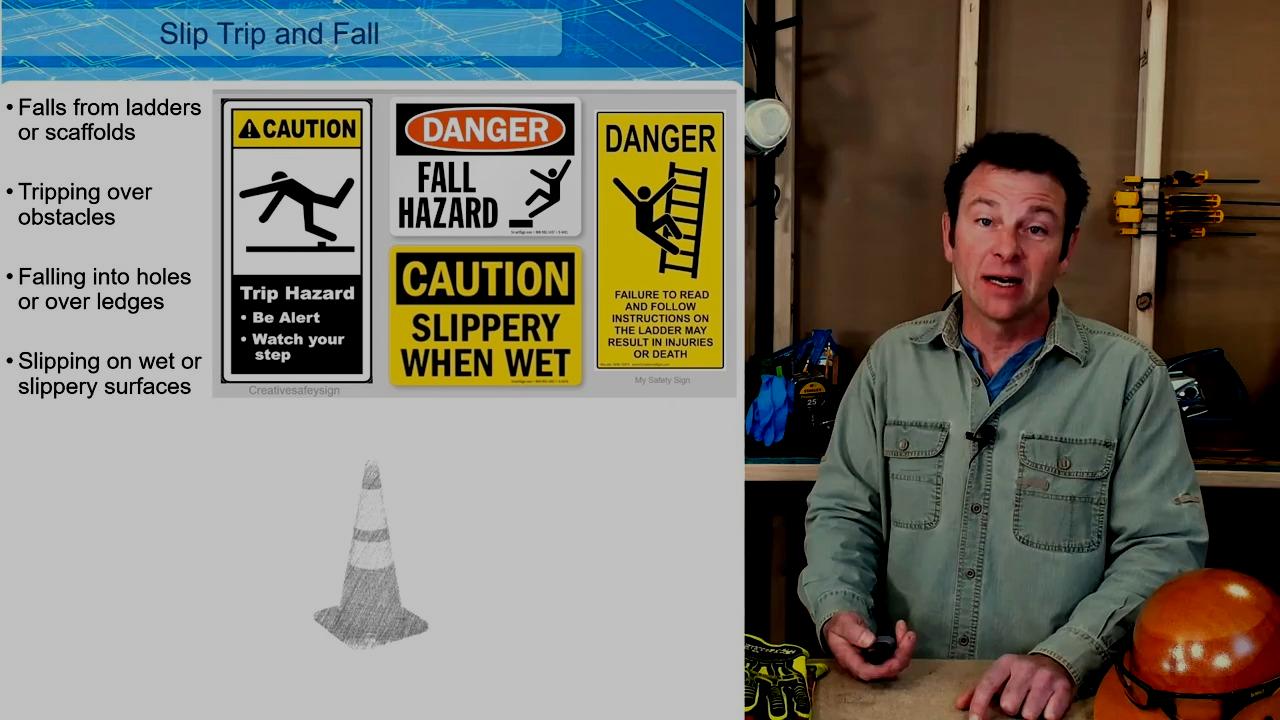 Slip Trip and Fall
• Falls from ladders
or scaffolds
• Tripping over
obstacles
• Falling into holes
or over ledges
• Slipping on wet or
slippery surfaces
CAUTION
Trip Hazard
• Be Alert
• Watch your
step
Creativesafeysign
DANGER
FALL
HAZARD
CAUTION
SLIPPERY
WHEN WET
DANGER
FAILURE TO READ
AND FOLLOW
INSTRUCTIONS ON
THE LADDER MAY
RESULT IN INJURIES
OR DEATH
My Safety Sign
25